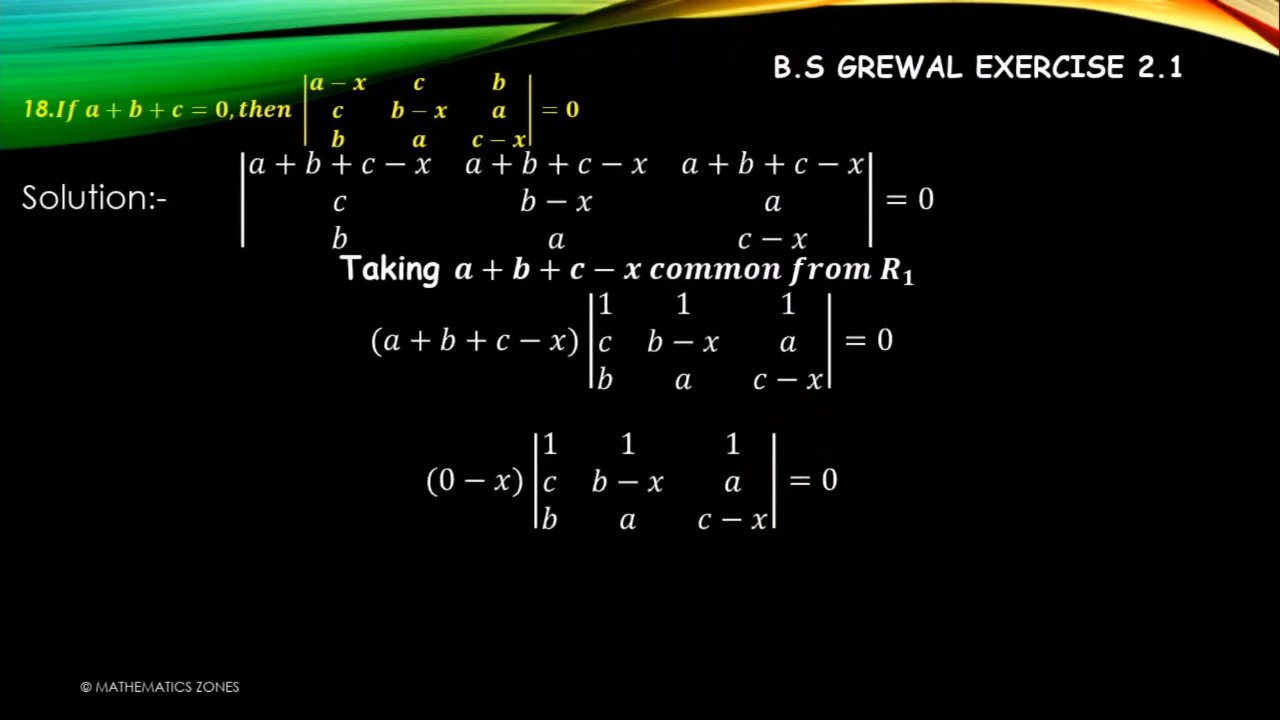 B.S GREWAL EXERCISE 2.1
18.If a + b + c = 0, then |a − x c b|
|c b − x a| = 0
|b a c − x|
Solution:- |a + b + c − x a + b + c − x a + b + c − x|
|c b − x a| = 0
|b a c − x|
Taking a + b + c − x common from R₁
(a + b + c − x) |1 1 1|
|c b − x a| = 0
|b a c − x|
(0 − x) |1 1 1|
|c b − x a| = 0
|b a c − x|
© MATHEMATICS ZONES